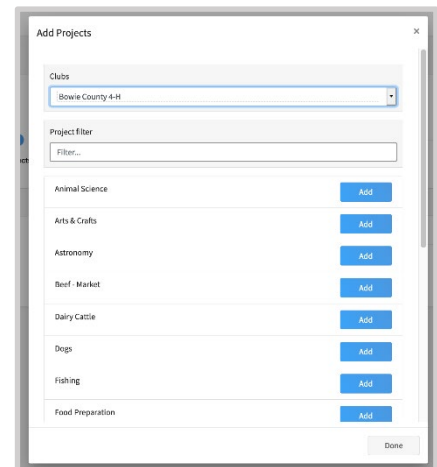 Add Projects ×
Clubs
Bowie County 4-H
Project filter
Filter...
Animal Science Add
Arts & Crafts Add
Astronomy Add
Beef - Market Add
Dairy Cattle Add
Dogs Add
Fishing Add
Food Preparation Add
Done